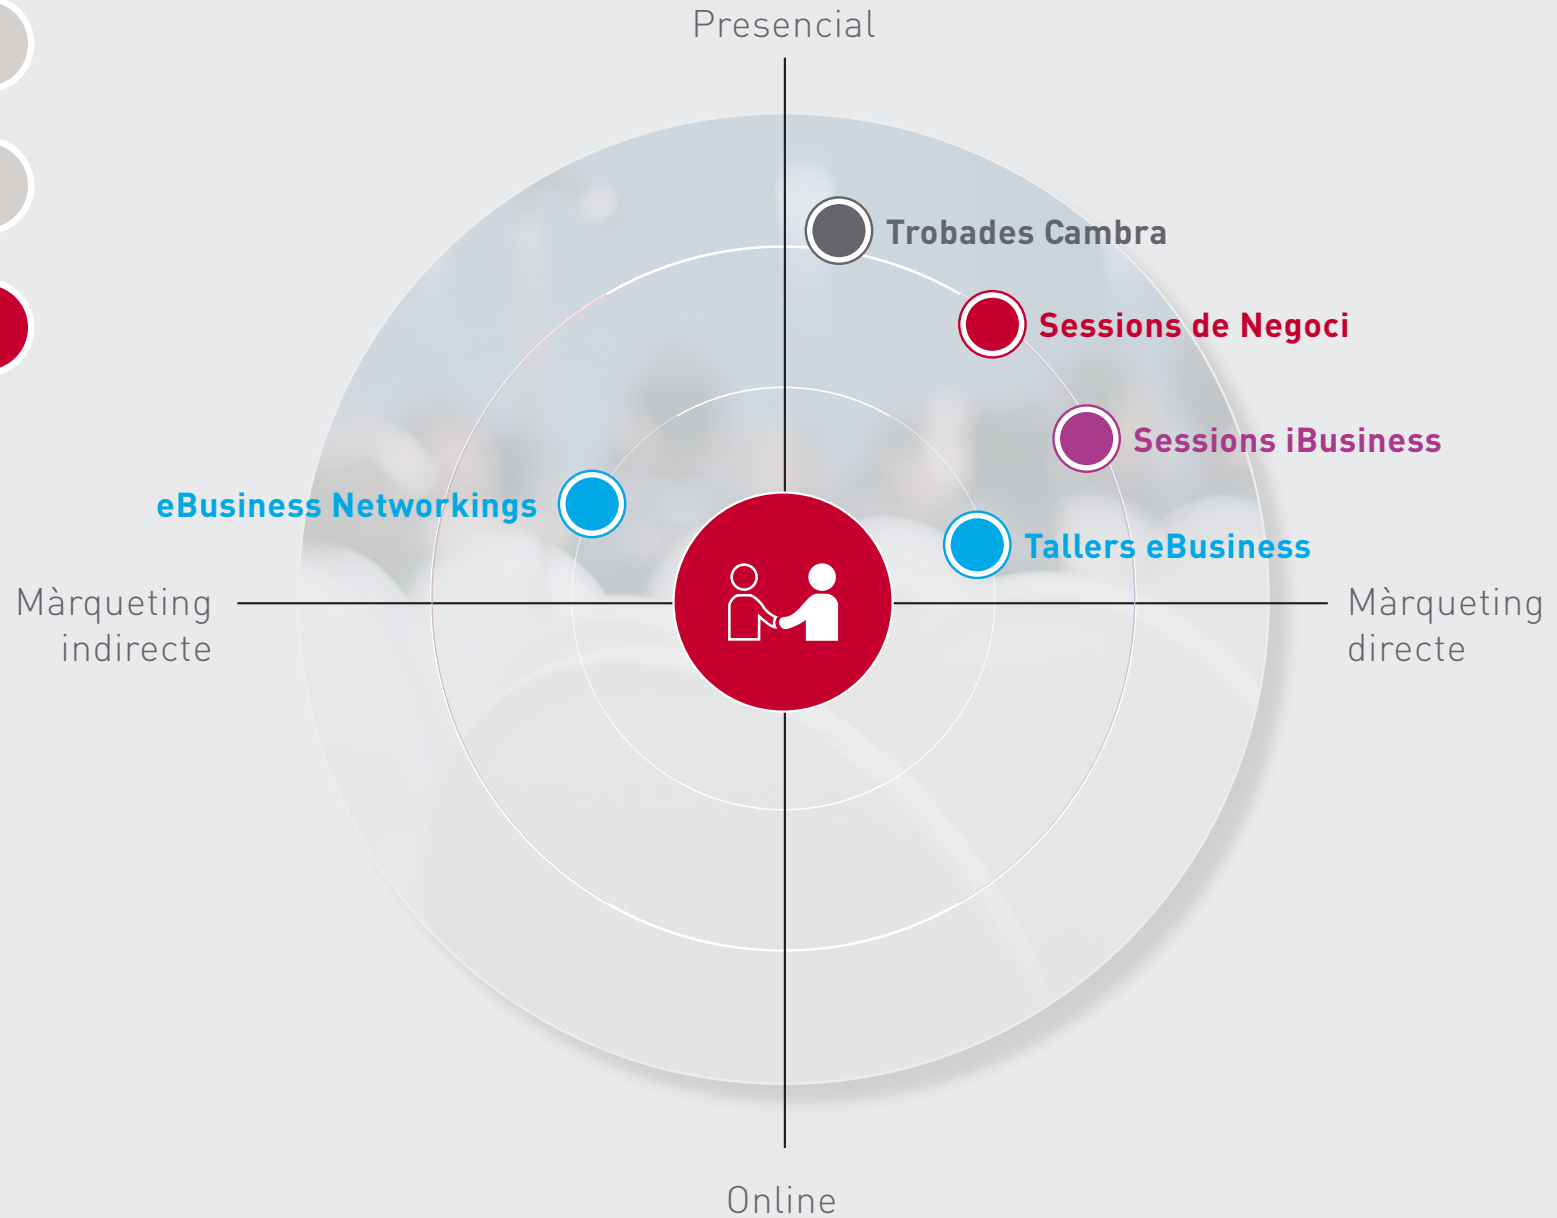 Presencial
Trobades Cambra
Sessions de Negoci
Sessions iBusiness
eBusiness Networkings
Tallers eBusiness
Màrqueting
indirecte
Màrqueting
directe
Online